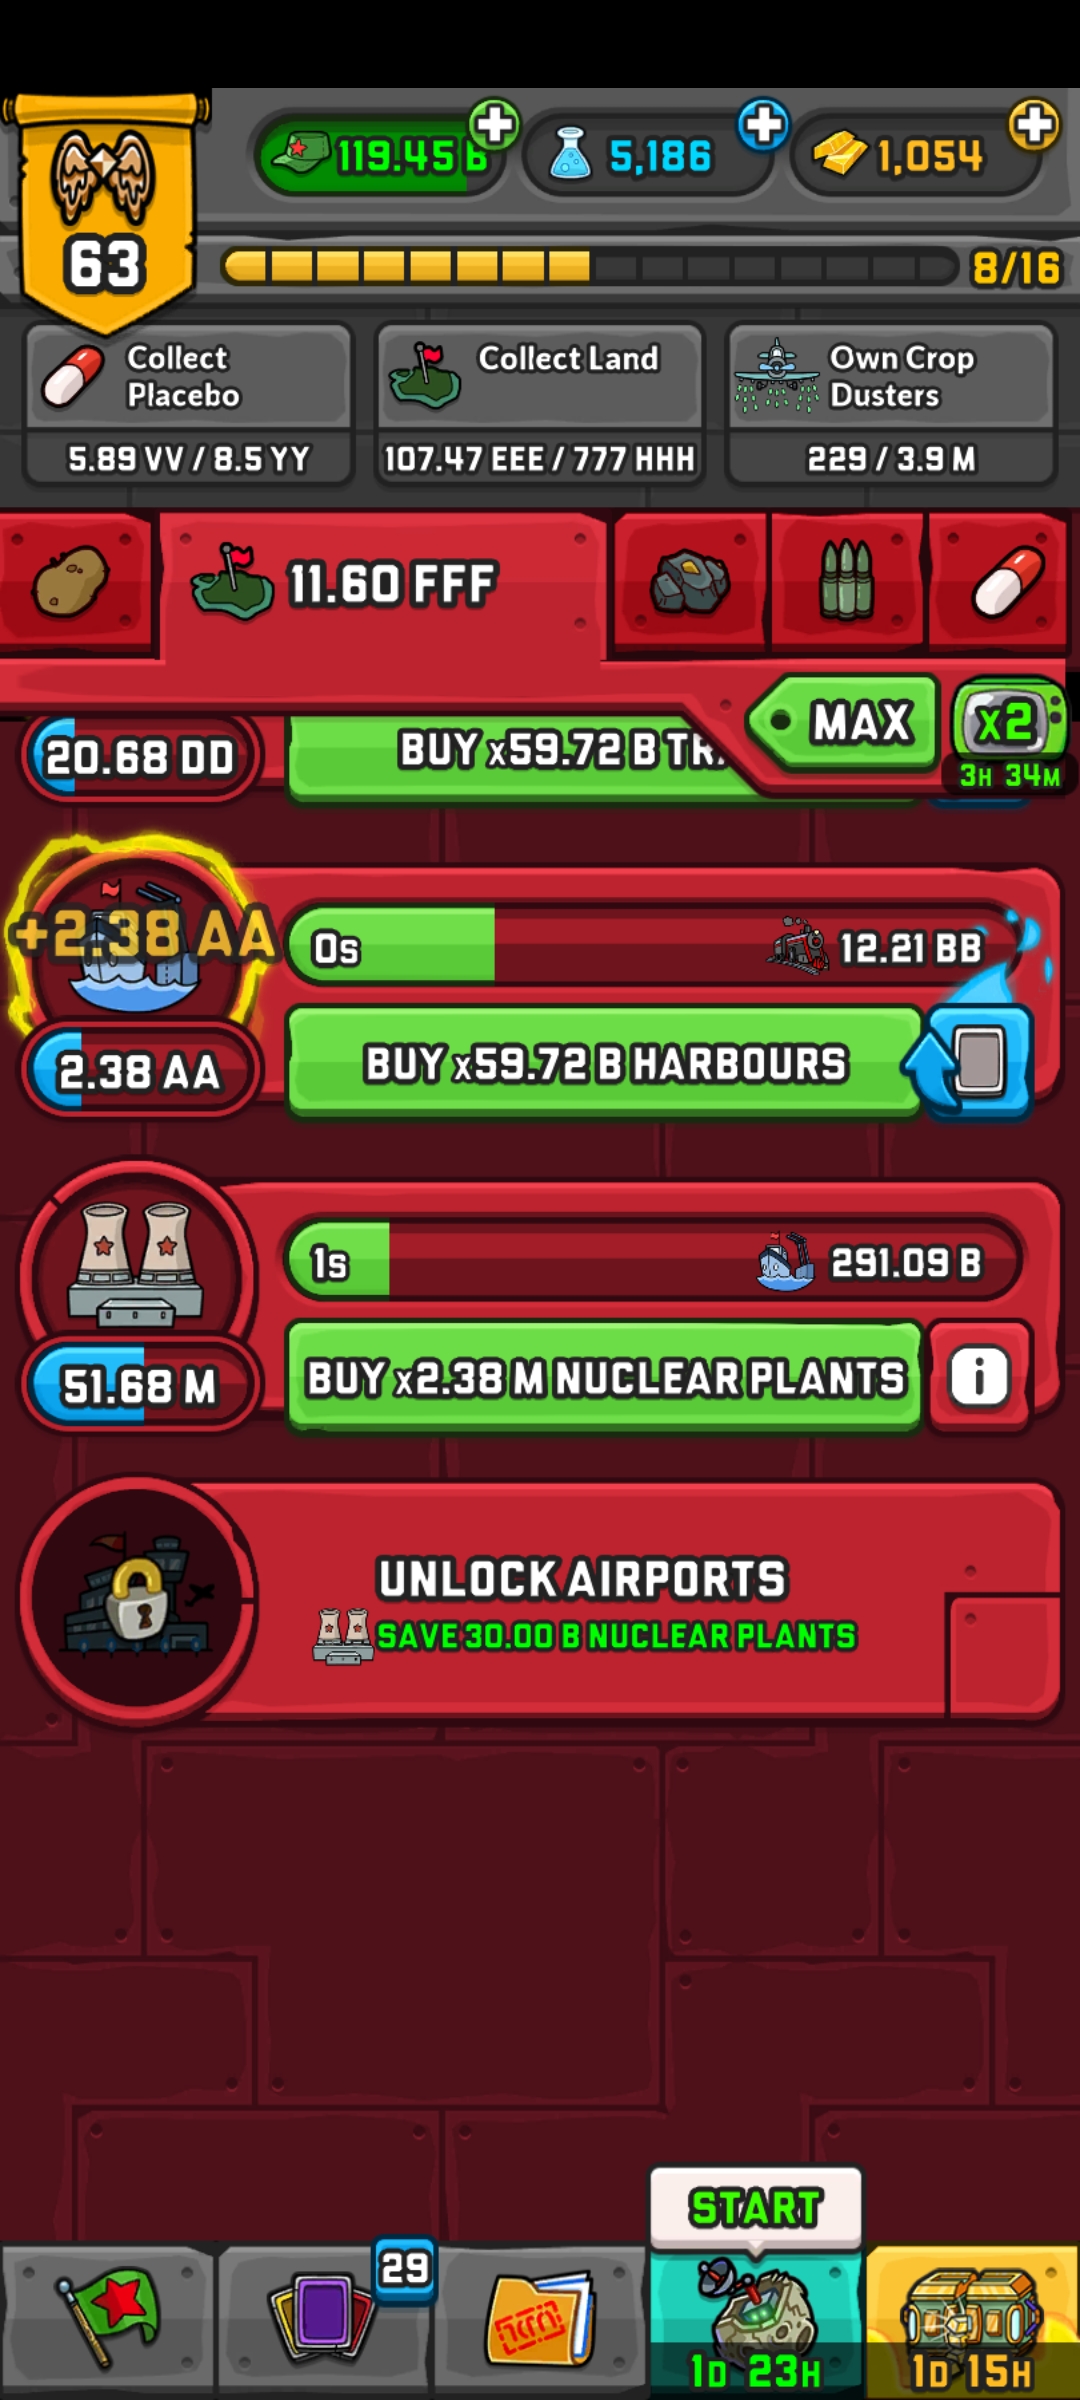 119.45 B
5,186
1,054
63
8/16
Collect
Placebo
5.89 VV / 8.5 YY
Collect Land
107.47 EEE / 777 HHH
Own Crop
Dusters
229 / 3.9 M
11.60 FFF
MAX
x2
3H 34M
20.68 DD
BUY x59.72 B
+2.38 AA
0s
12.21 BB
2.38 AA
BUY x59.72 B HARBOURS
1s
291.09 B
51.68 M
BUY x2.38 M NUCLEAR PLANTS
i
UNLOCK AIRPORTS
SAVE 30.00 B NUCLEAR PLANTS
START
29
1D 23H
1D 15H